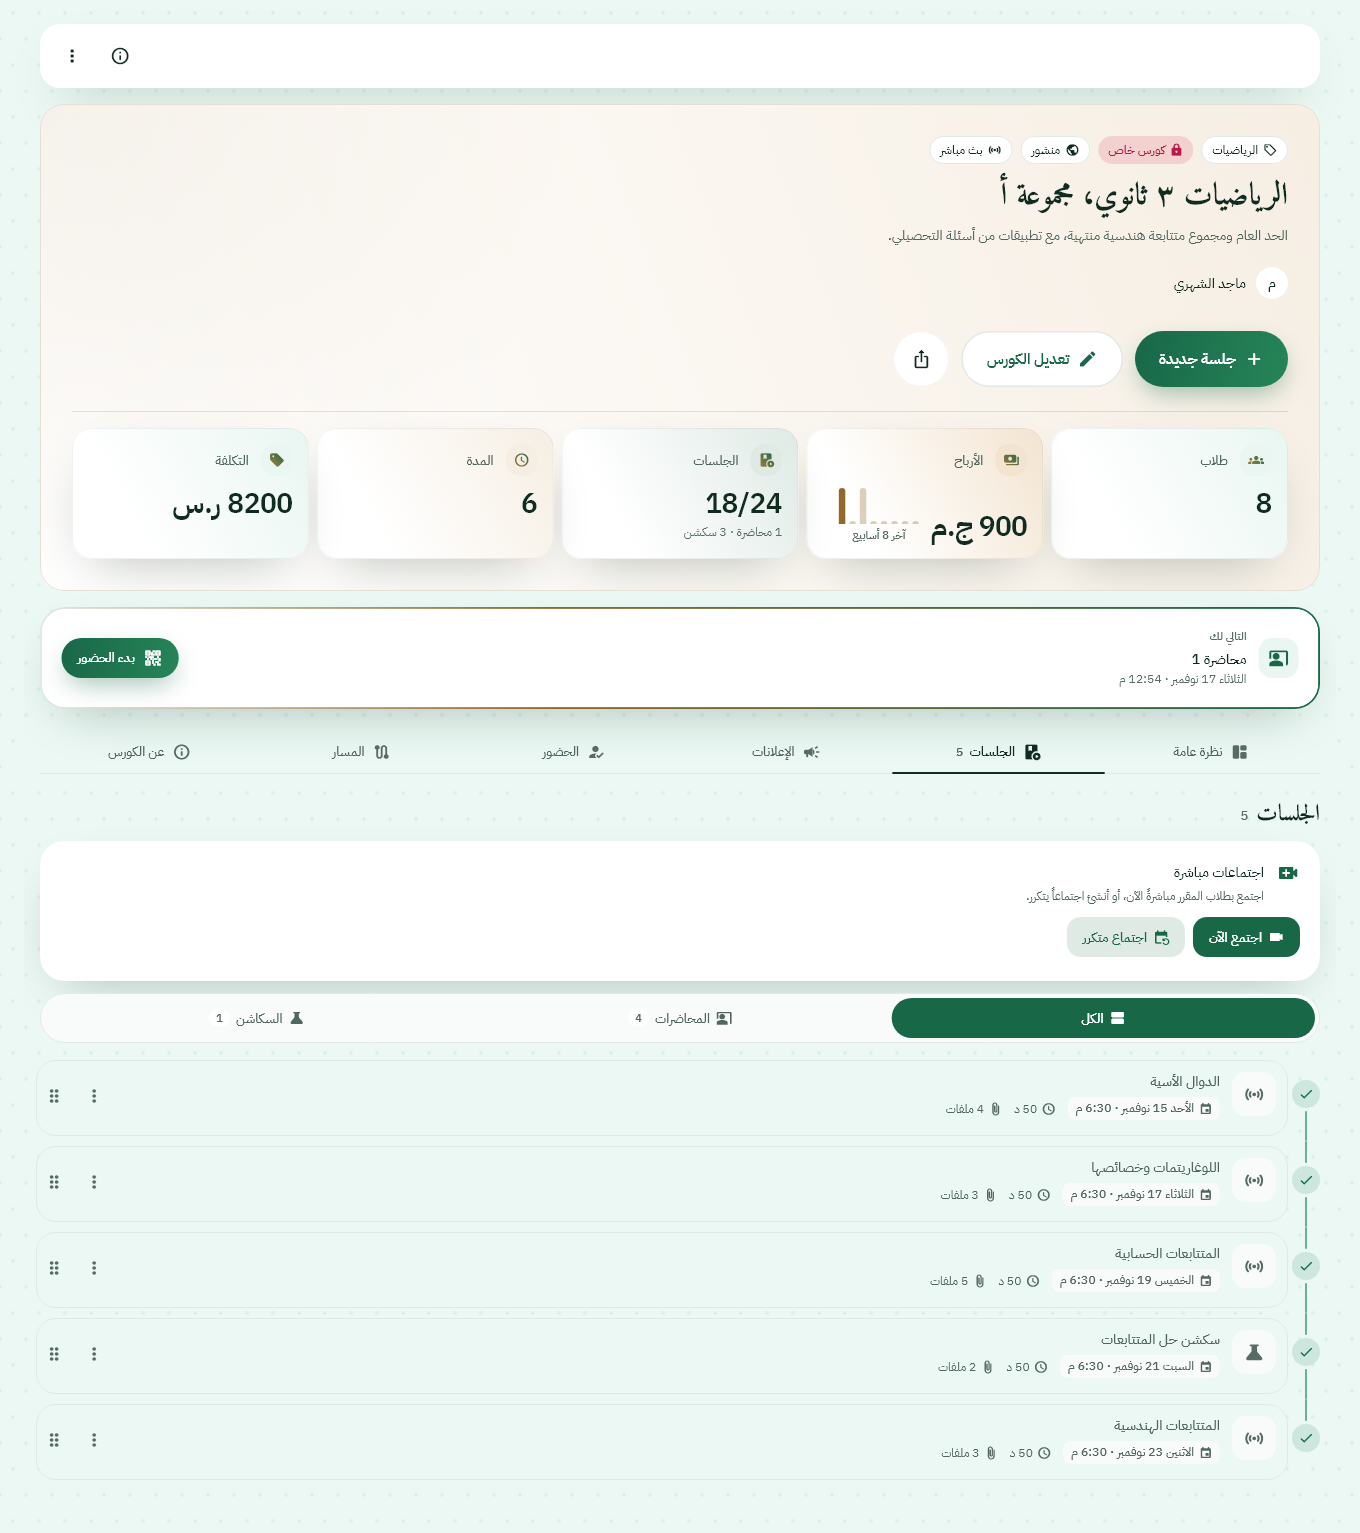 الرياضيات
كورس خاص
منشور
بث مباشر
الرياضيات ٣ ثانوي، مجموعة أ
الحد العام ومجموع متتابعة هندسية منتهية، مع تطبيقات من أسئلة التحصيلي.
م
ماجد الشهري
جلسة جديدة
تعديل الكورس
طلاب
8
الأرباح
900 ج.م
آخر 8 أسابيع
الجلسات
18/24
1 محاضرة · 3 سكشن
المدة
6
التكلفة
8200 ر.س
التالي لك
محاضرة 1
الثلاثاء 17 نوفمبر · 12:54 م
بدء الحضور
نظرة عامة
الجلسات 5
الإعلانات
الحضور
المسار
عن الكورس
الجلسات 5
اجتماعات مباشرة
اجتمع بطلاب المقرر مباشرةً الآن، أو أنشئ اجتماعاً يتكرر.
اجتمع الآن
اجتماع متكرر
الكل
المحاضرات 4
السكاشن 1
الدوال الأسية
الأحد 15 نوفمبر · 6:30 م 50 د 4 ملفات
اللوغاريتمات وخصائصها
الثلاثاء 17 نوفمبر · 6:30 م 50 د 3 ملفات
المتتابعات الحسابية
الخميس 19 نوفمبر · 6:30 م 50 د 5 ملفات
سكشن حل المتتابعات
السبت 21 نوفمبر · 6:30 م 50 د 2 ملفات
المتتابعات الهندسية
الاثنين 23 نوفمبر · 6:30 م 50 د 3 ملفات